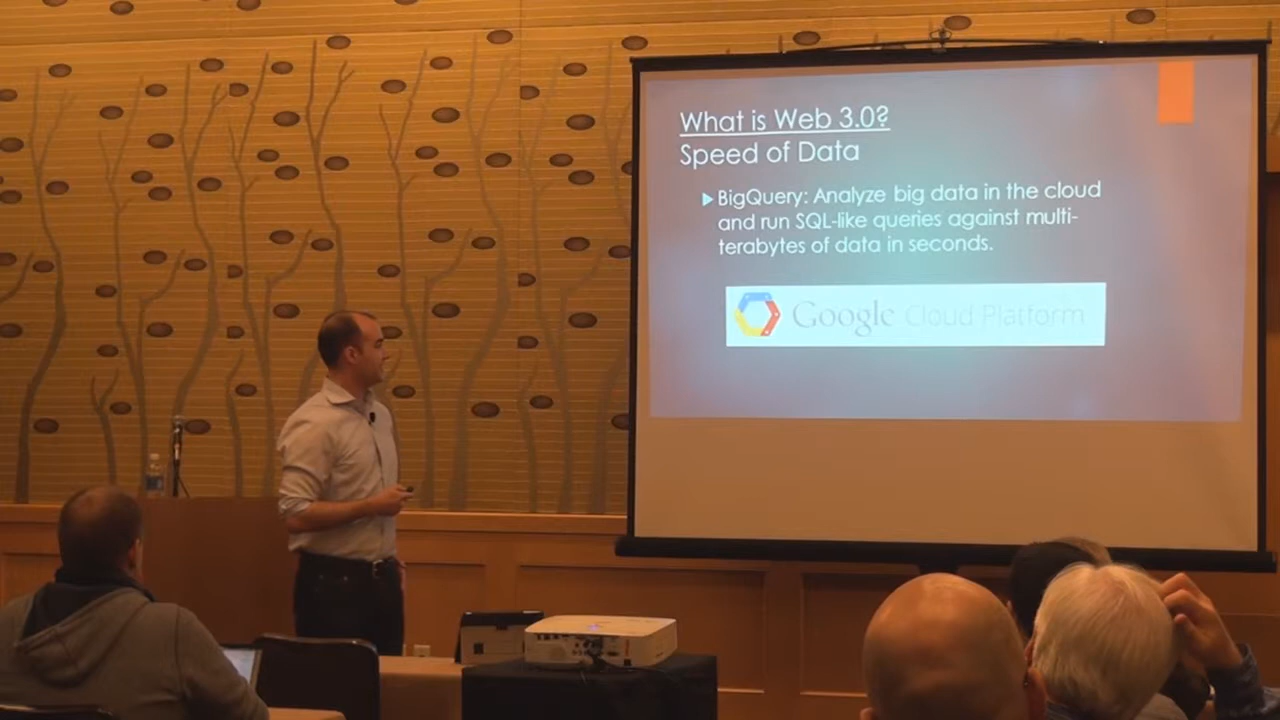 What is Web 3.0?
Speed of Data
BigQuery: Analyze big data in the cloud
and run SQL-like queries against multi-
terabytes of data in seconds.
Google Cloud Platform